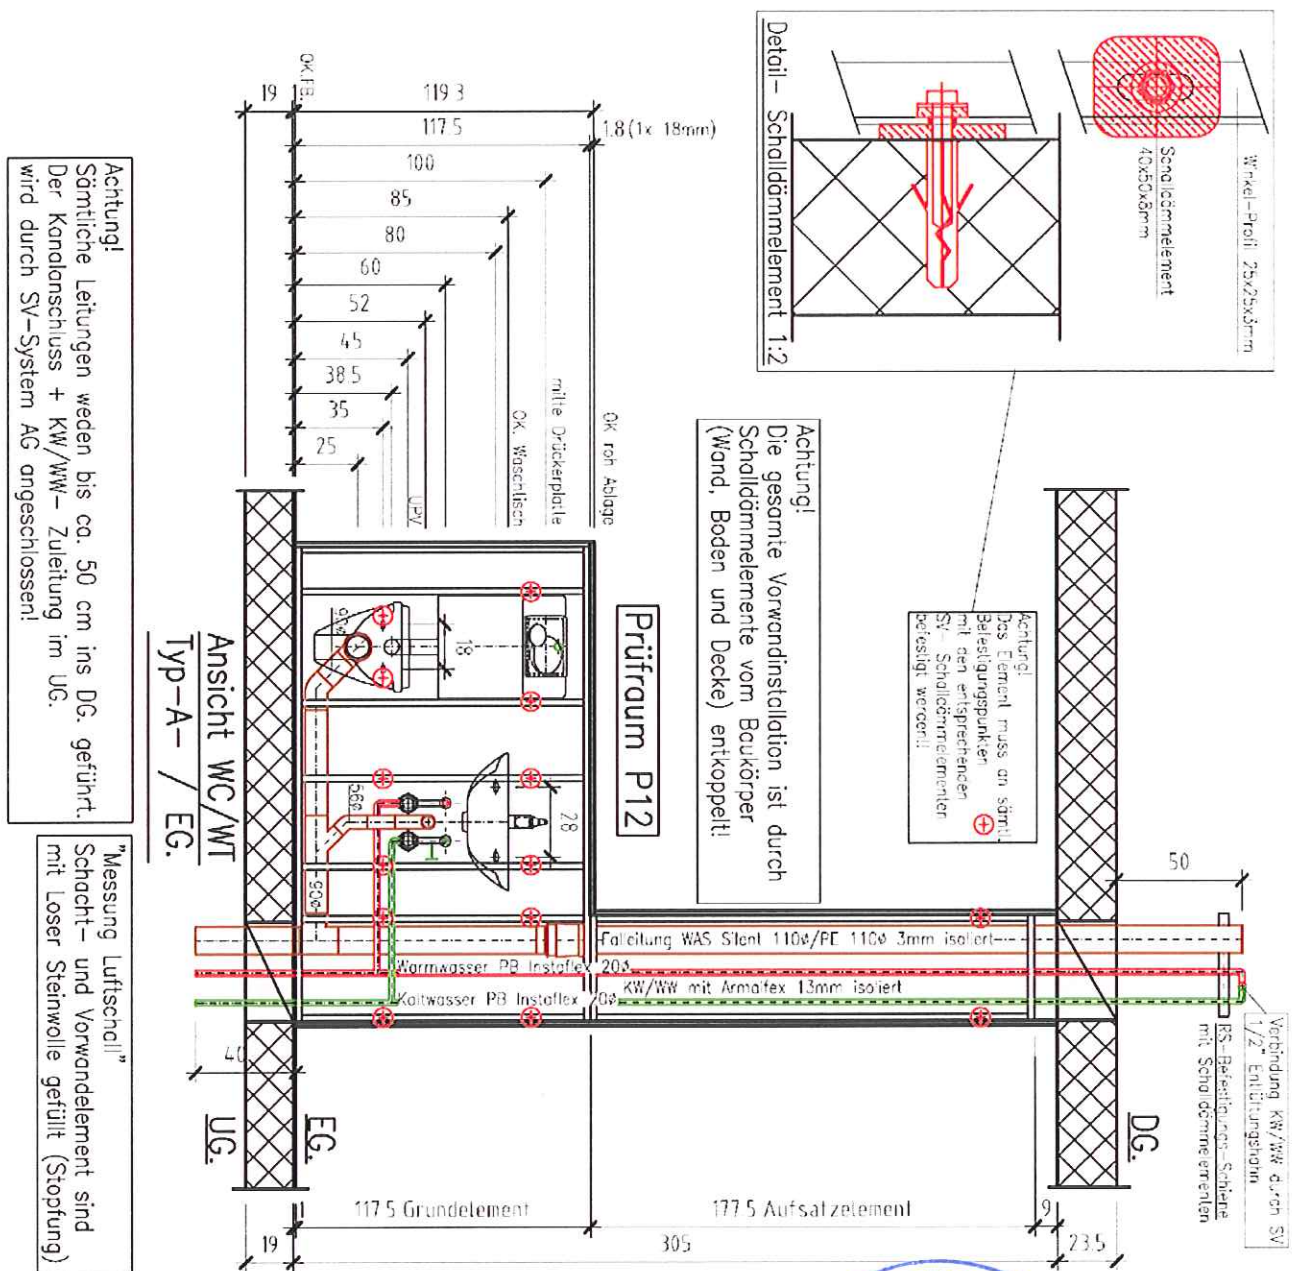 Winkel-Profil 25x25x3mm
Schalldämmelement
40x50x8mm
Detail- Schalldämmelement 1:2
Achtung!
Das Element muss an sämtl.
Befestigungspunkten
mit den entsprechenden
SV- Schalldämmelementen
befestigt werden!!
Achtung!
Die gesamte Vorwandinstallation ist durch
Schalldämmelemente vom Baukörper
(Wand, Boden und Decke) entkoppelt!
Verbindung KW/WW durch SV
1/2" Entlüftungshahn
RS-Befestigungs-Schiene
mit Schalldämmelementen
DG.
50
Prüfraum P12
OK.FB.
19
119.3
117.5
1.8 (1x 18mm)
100
85
80
60
52
45
38.5
35
25
OK roh Ablage
mitte Drückerplatte
OK. Waschtisch
UPV
18
28
90ø
56ø
90ø
Falleitung WAS Silent 110ø/PE 110ø 3mm isoliert
Warmwasser PB Instaflex 20ø
KW/WW mit Armalfex 13mm isoliert
Kaltwasser PB Instaflex 20ø
40
EG.
UG.
117.5 Grundelement
177.5 Aufsatzelement
9
19
305
23.5
Ansicht WC/WT
Typ-A- / EG.
Achtung!
Sämtliche Leitungen weden bis ca. 50 cm ins DG. geführt.
Der Kanalanschluss + KW/WW- Zuleitung im UG.
wird durch SV-System AG angeschlossen!
"Messung Luftschall"
Schacht- und Vorwandelement sind
mit Loser Steinwolle gefüllt (Stopfung)